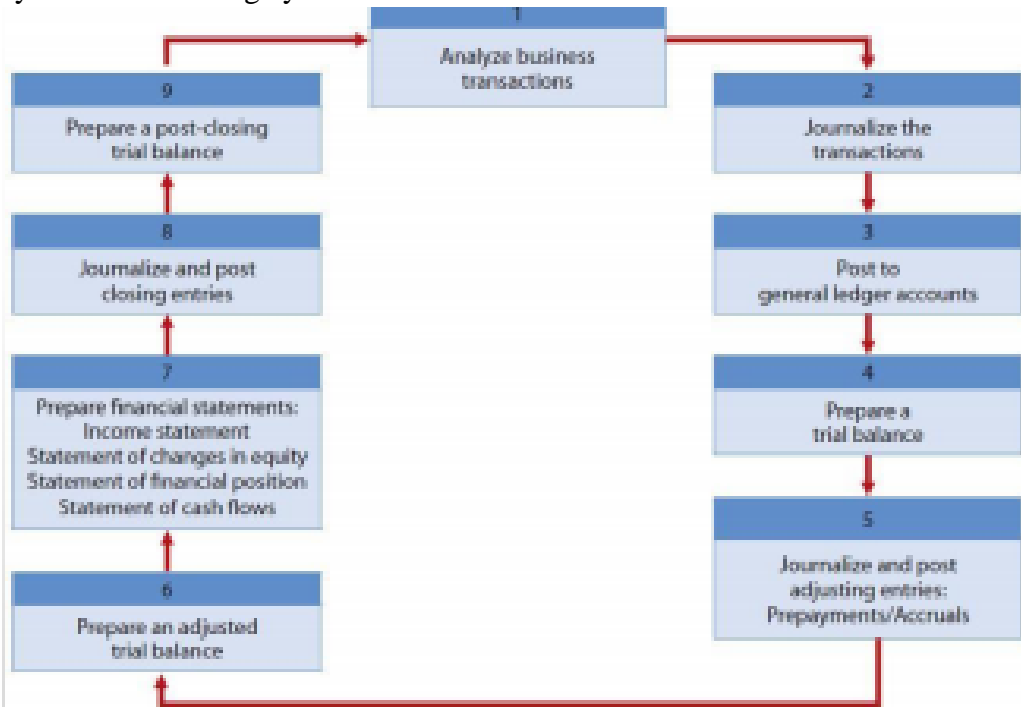 1
Analyze business
transactions
2
Journalize the
transactions
3
Post to
general ledger accounts
4
Prepare a
trial balance
5
Journalize and post
adjusting entries:
Prepayments/Accruals
6
Prepare an adjusted
trial balance
7
Prepare financial statements:
Income statement
Statement of changes in equity
Statement of financial position
Statement of cash flows
8
Journalize and post
closing entries
9
Prepare a post-closing
trial balance